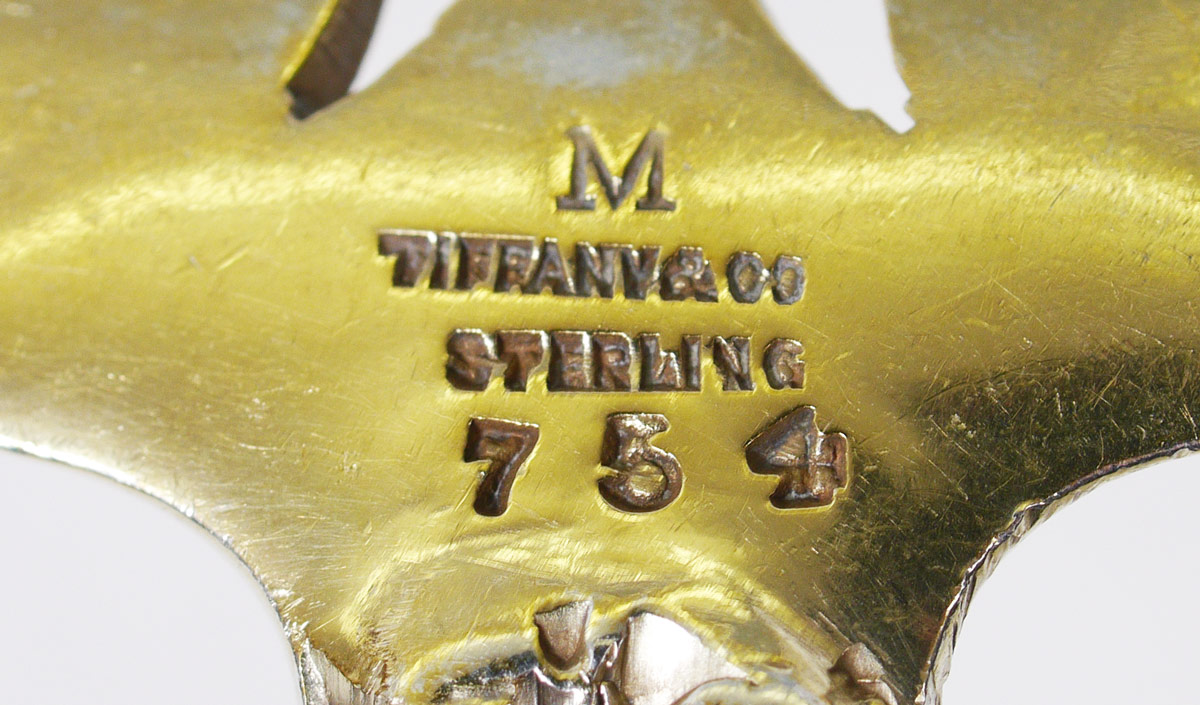 M
TIFFANY & CO
STERLING
754